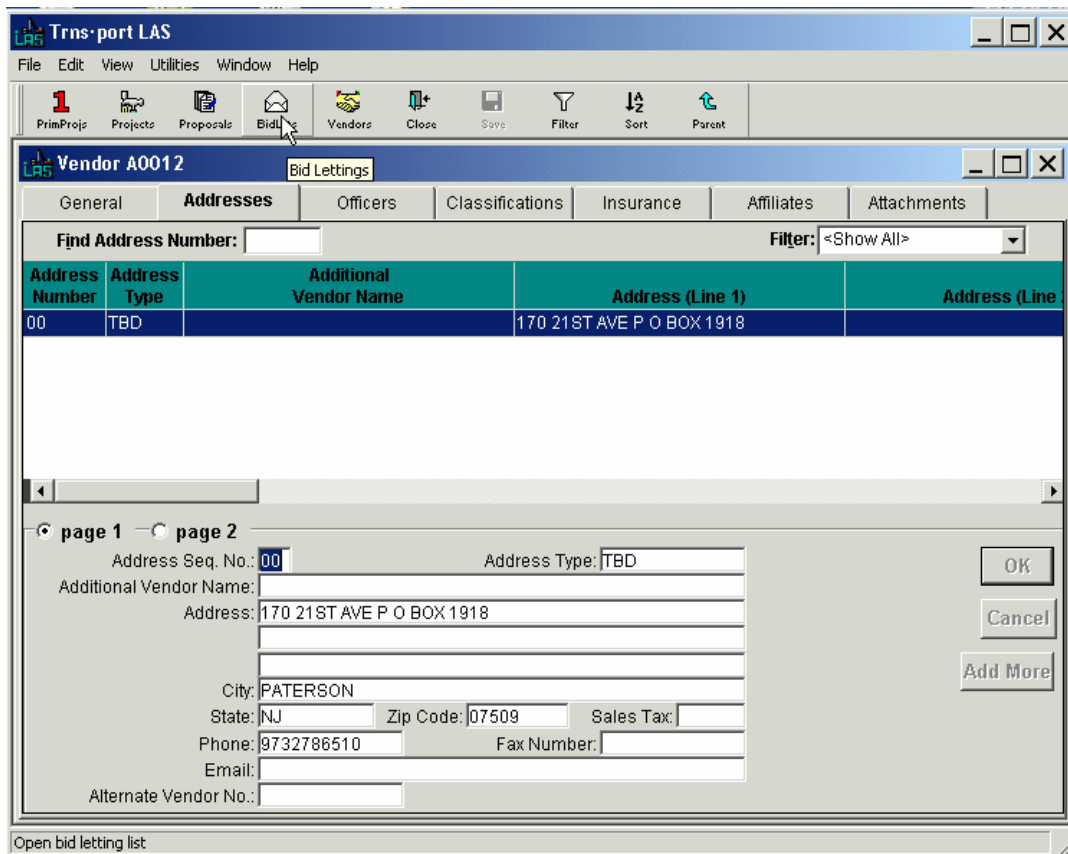 Trns·port LAS
File Edit View Utilities Window Help
PrimProjs Projects Proposals Vendors Close Save Filter Sort Parent
Vendor A0012
Bid Lettings
General Addresses Officers Classifications Insurance Affiliates Attachments
Find Address Number: Filter: <Show All>
Address Number Address Type Additional Vendor Name Address (Line 1) Address (Line
00 TBD 170 21ST AVE P O BOX 1918
page 1 page 2
Address Seq. No.: 00 Address Type: TBD OK
Additional Vendor Name:
Address: 170 21ST AVE P O BOX 1918
Cancel
Add More
City: PATERSON
State: NJ Zip Code: 07509 Sales Tax:
Phone: 9732786510 Fax Number:
Email:
Alternate Vendor No.:
Open bid letting list